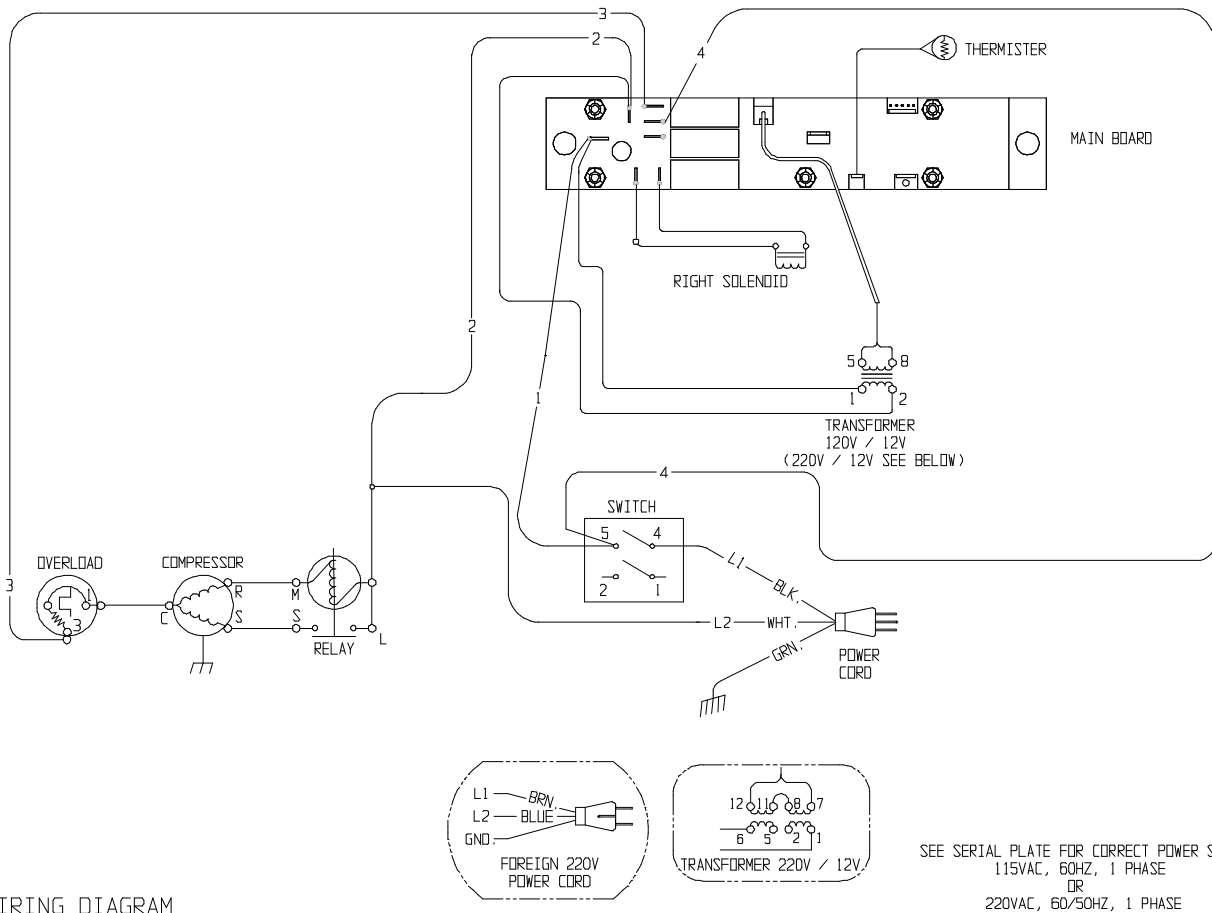 3
2
4
THERMISTER
MAIN BOARD
RIGHT SOLENOID
2
5 8
1 2
1
TRANSFORMER
120V / 12V
(220V / 12V SEE BELOW)
4
SWITCH
5 4
2 1
L1
BLK.
L2 WHT.
GRN.
POWER
CORD
OVERLOAD
COMPRESSOR
3
1
3
C
R
S
M
S
L
RELAY
L1 BRN.
L2 BLUE
GND.
FOREIGN 220V
POWER CORD
12 11 8 7
6 5 2 1
TRANSFORMER 220V / 12V
SEE SERIAL PLATE FOR CORRECT POWER S
115VAC, 60HZ, 1 PHASE
OR
220VAC, 60/50HZ, 1 PHASE
IRING DIAGRAM